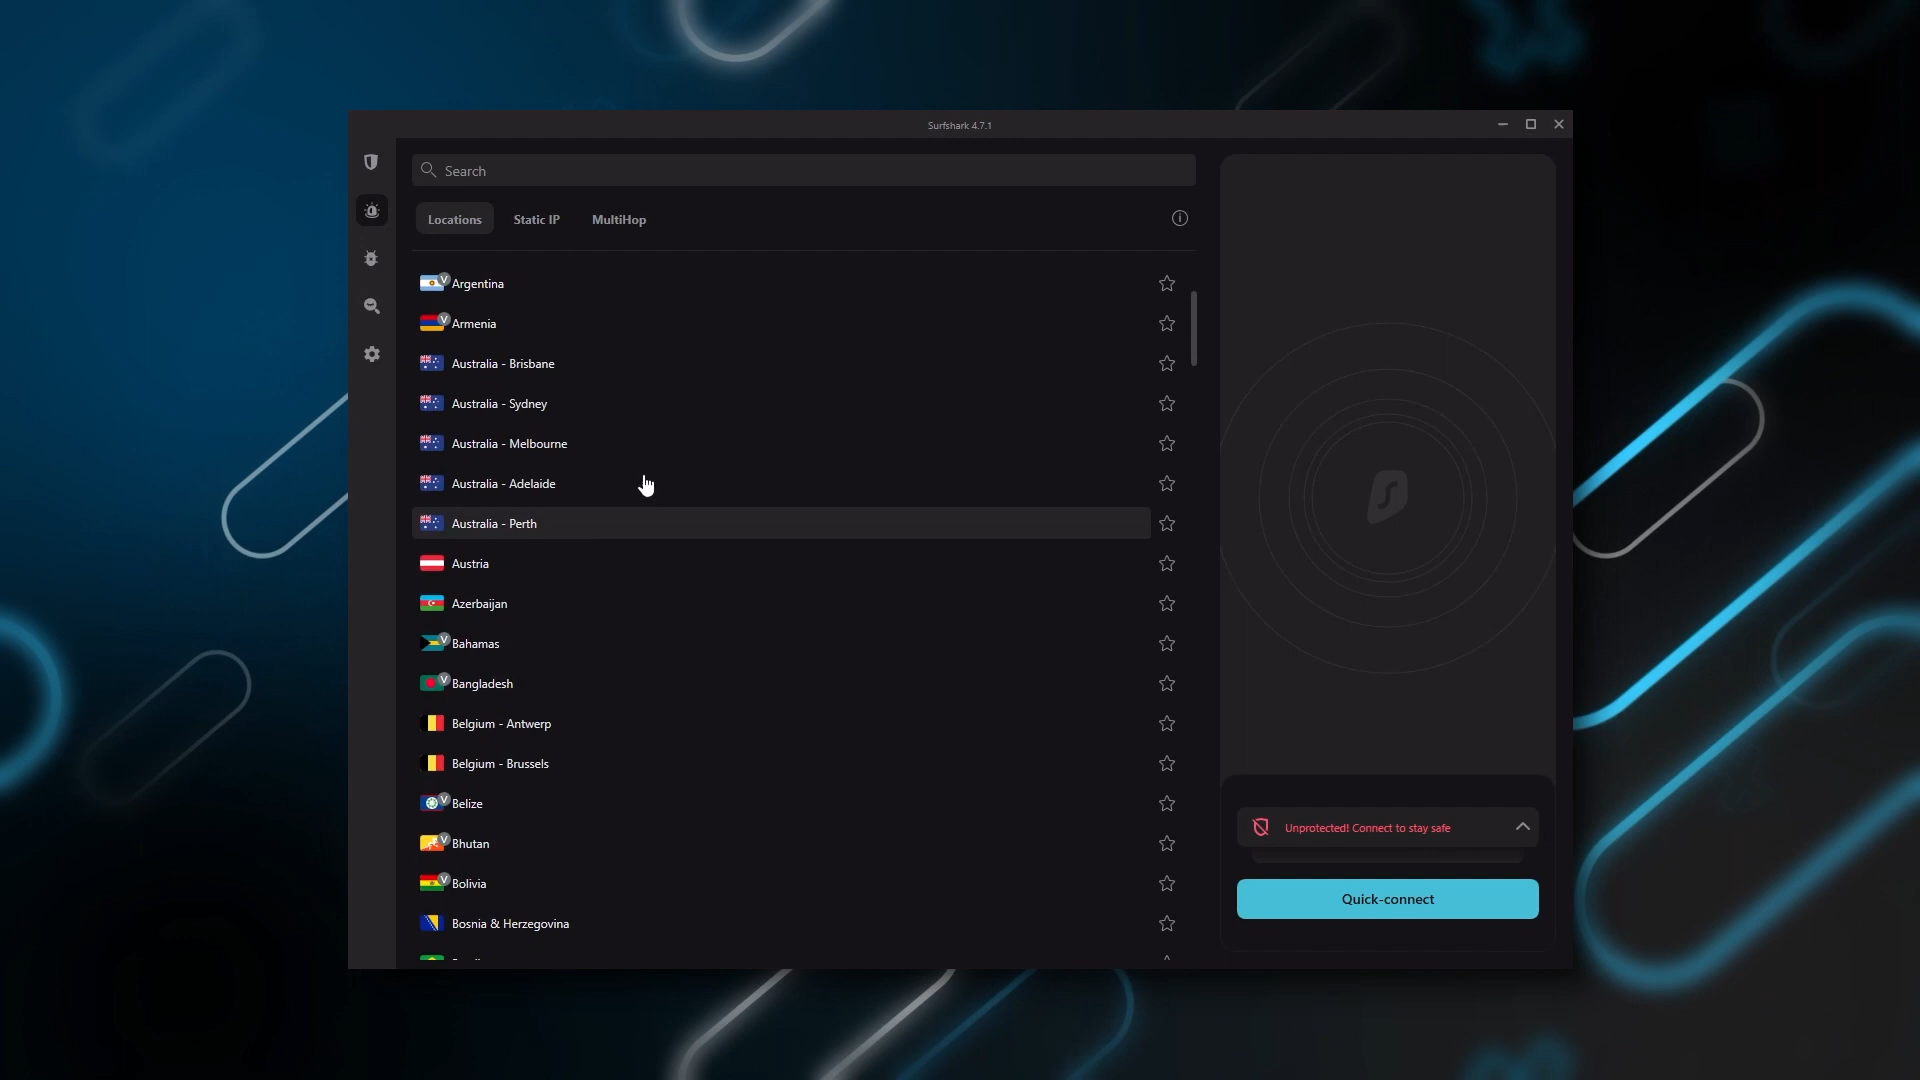 Surfshark 4.7.1
Search
Locations
Static IP
MultiHop
V Argentina
V Armenia
Australia - Brisbane
Australia - Sydney
Australia - Melbourne
Australia - Adelaide
Australia - Perth
Austria
Azerbaijan
V Bahamas
V Bangladesh
Belgium - Antwerp
Belgium - Brussels
V Belize
V Bhutan
V Bolivia
Bosnia & Herzegovina
Unprotected! Connect to stay safe
Quick-connect